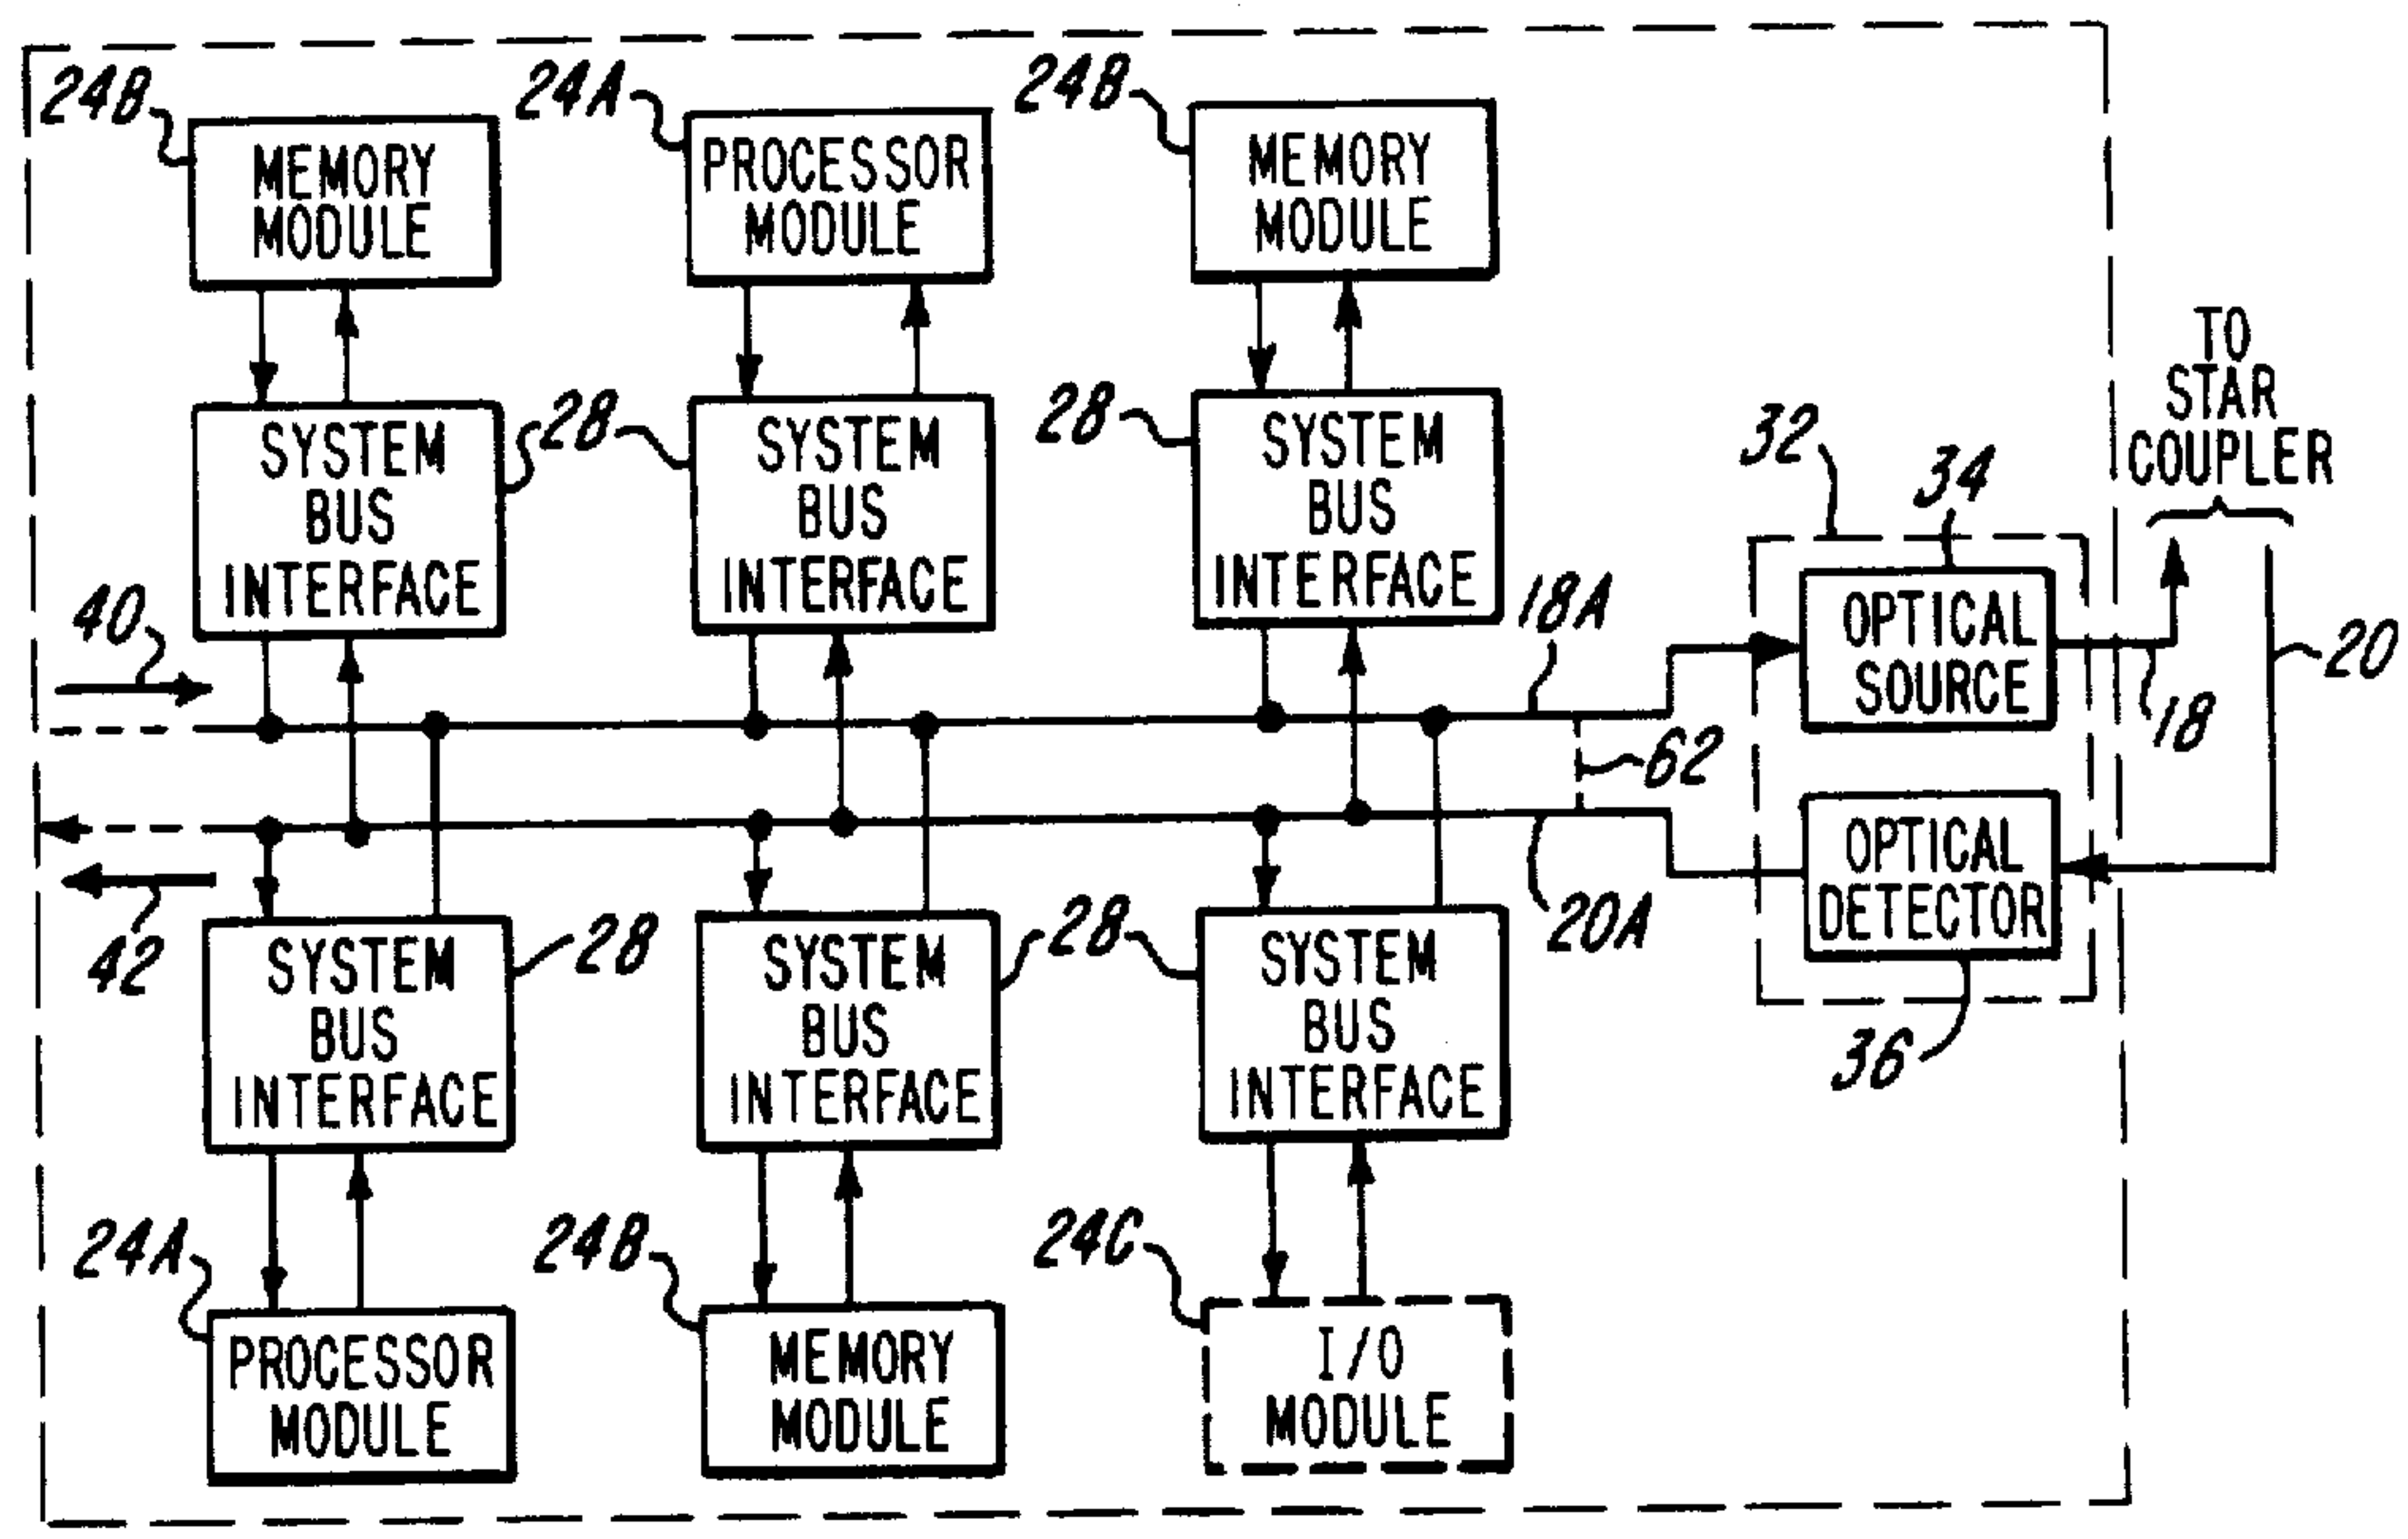 24B
24A
24B
MEMORY
MODULE
PROCESSOR
MODULE
MEMORY
MODULE
TO
STAR
COUPLER
28
28
32
34
SYSTEM
BUS
INTERFACE
SYSTEM
BUS
INTERFACE
SYSTEM
BUS
INTERFACE
40
18A
OPTICAL
SOURCE
20
18
62
OPTICAL
DETECTOR
42
28
28
20A
36
SYSTEM
BUS
INTERFACE
SYSTEM
BUS
INTERFACE
SYSTEM
BUS
INTERFACE
24A
24B
24C
PROCESSOR
MODULE
MEMORY
MODULE
I/O
MODULE